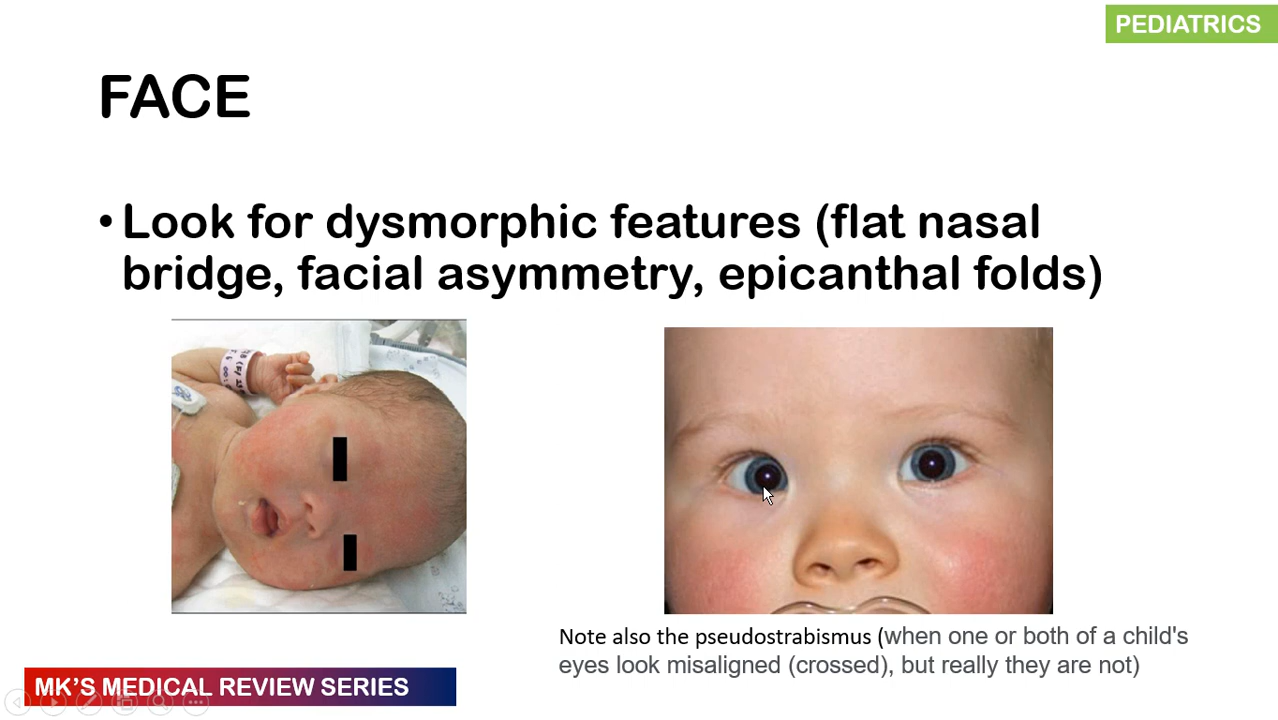 PEDIATRICS
FACE
• Look for dysmorphic features (flat nasal
bridge, facial asymmetry, epicanthal folds)
Note also the pseudostrabismus (when one or both of a child's
eyes look misaligned (crossed), but really they are not)
MK'S MEDICAL REVIEW SERIES